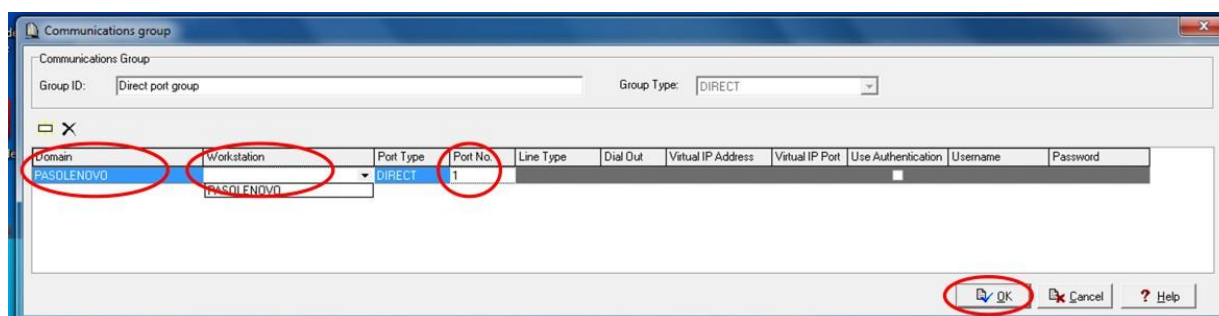 Communications group
Communications Group
Group ID: Direct port group Group Type: DIRECT
Domain Workstation Port Type Port No. Line Type Dial Out Virtual IP Address Virtual IP Port Use Authentication Username Password
PASOLENOVO DIRECT 1
PASOLENOVO
OK Cancel ? Help